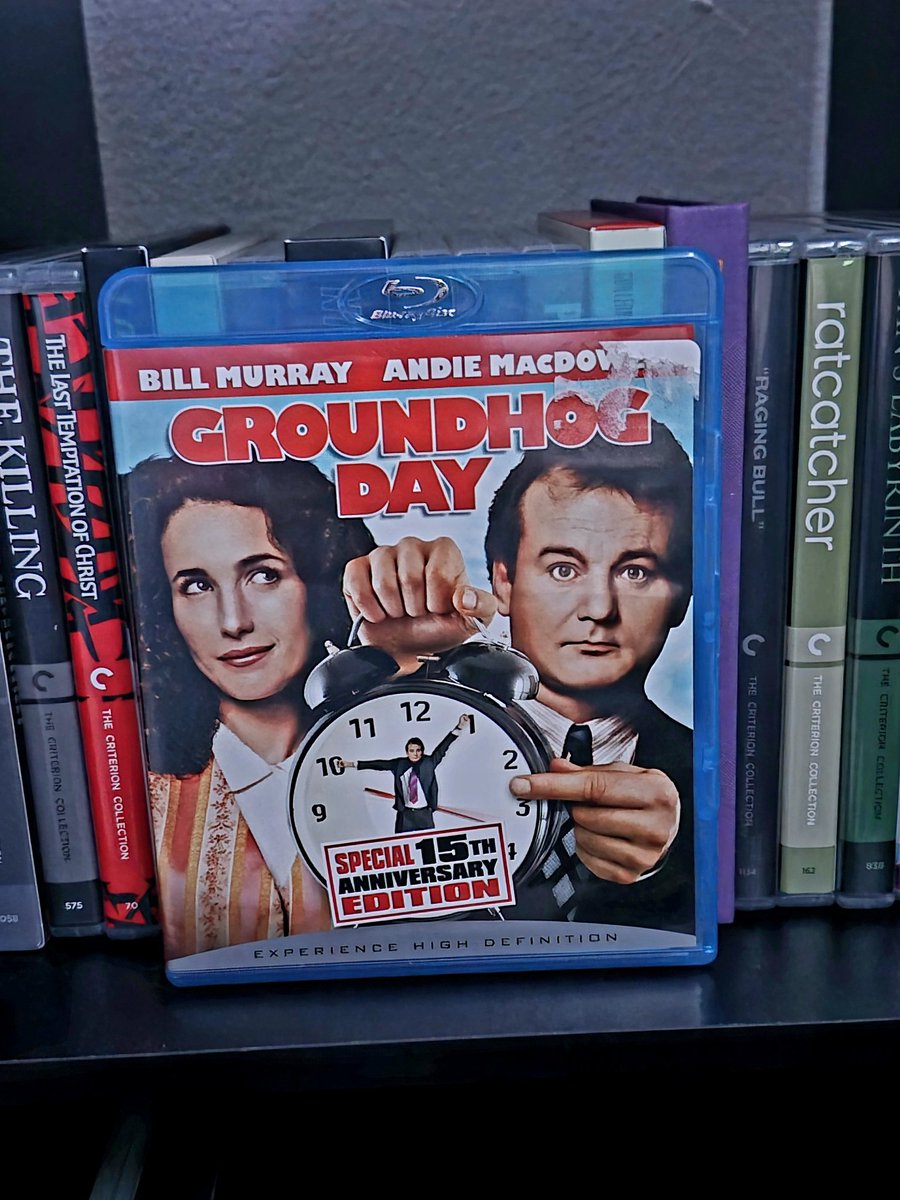 Blu-ray Disc
BILL MURRAY ANDIE MACDOW
GROUNDHOG
DAY
11 12 1
10 2
9 3
4
SPECIAL 15TH
ANNIVERSARY
EDITION
EXPERIENCE HIGH DEFINITION
THE KILLING
THE CRITERION COLLECTION
575
THE LAST TEMPTATION OF CHRIST
THE CRITERION COLLECTION
70
"RAGING BULL"
THE CRITERION COLLECTION
1134
ratcatcher
THE CRITERION COLLECTION
162
LABYRINTH
THE CRITERION COLLECTION
838